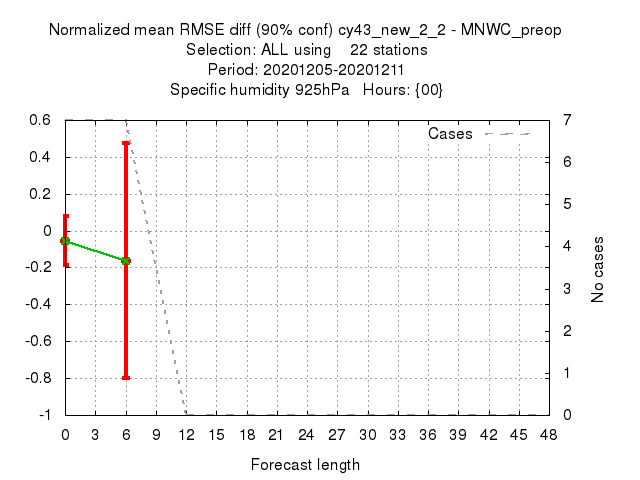 Normalized mean RMSE diff (90% conf) cy43_new_2_2 - MNWC_preop
Selection: ALL using 22 stations
Period: 20201205-20201211
Specific humidity 925hPa Hours: {00}
Cases
0.6
0.4
0.2
0
-0.2
-0.4
-0.6
-0.8
-1
7
6
5
4
3
2
1
0
No cases
0 3 6 9 12 15 18 21 24 27 30 33 36 39 42 45 48
Forecast length